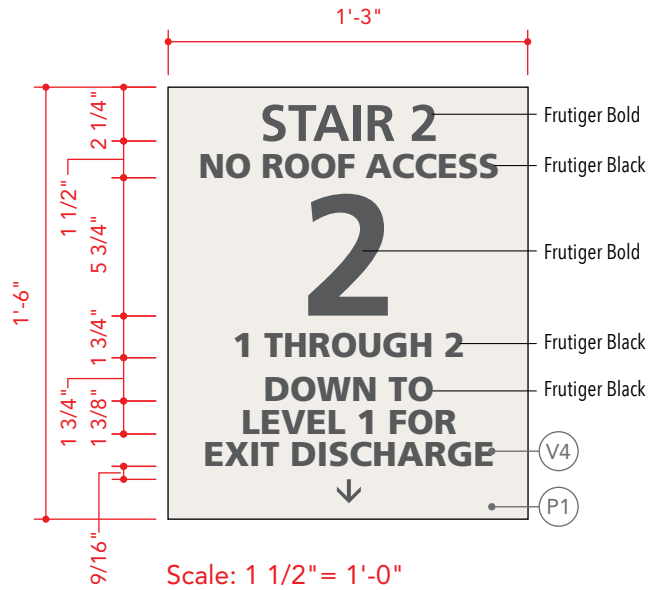 1'-3"
STAIR 2
Frutiger Bold
NO ROOF ACCESS
Frutiger Black
2
Frutiger Bold
1 THROUGH 2
Frutiger Black
DOWN TO
Frutiger Black
LEVEL 1 FOR
EXIT DISCHARGE
V4
P1
1'-6"
2 1/4"
1 1/2"
5 3/4"
1 3/4"
1 3/4"
1 3/8"
9/16"
Scale: 1 1/2"= 1'-0"